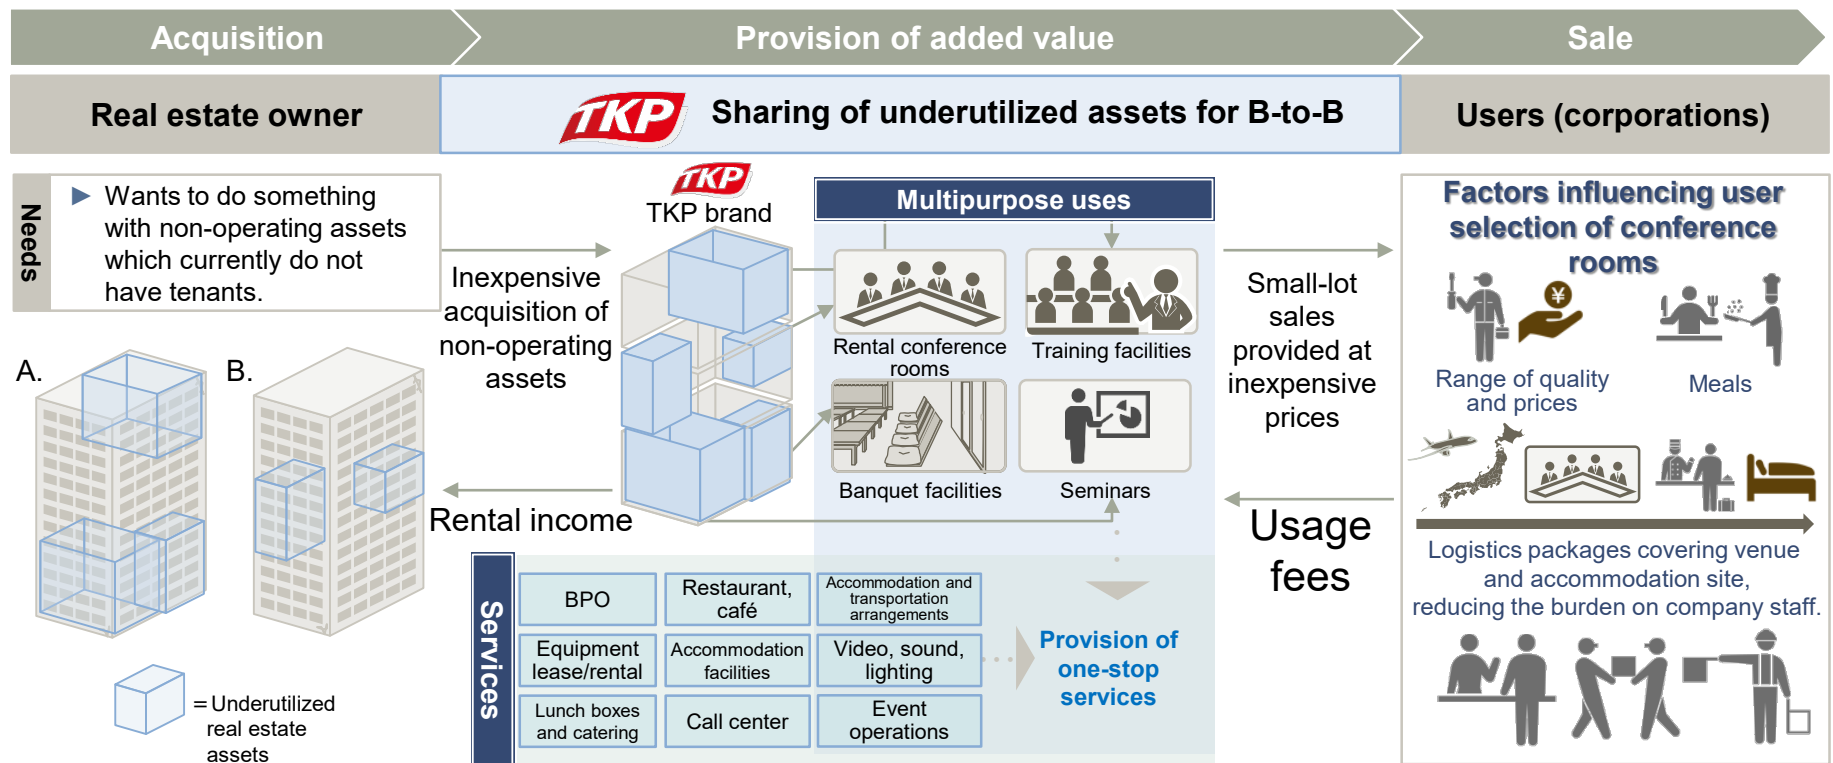 Acquisition
Provision of added value
Sale
Real estate owner
TKP
Sharing of underutilized assets for B-to-B
Users (corporations)
Needs
► Wants to do something
with non-operating assets
which currently do not
have tenants.
A.
B.
= Underutilized
real estate
assets
Inexpensive
acquisition of
non-operating
assets
Rental income
TKP
TKP brand
Multipurpose uses
Rental conference
rooms
Training facilities
Banquet facilities
Seminars
Services
BPO
Restaurant,
café
Accommodation and
transportation
arrangements
Equipment
lease/rental
Accommodation
facilities
Video, sound,
lighting
Lunch boxes
and catering
Call center
Event
operations
Provision of
one-stop
services
Small-lot
sales
provided at
inexpensive
prices
Usage
fees
Factors influencing user
selection of conference
rooms
¥
Range of quality
and prices
Meals
Logistics packages covering venue
and accommodation site,
reducing the burden on company staff.